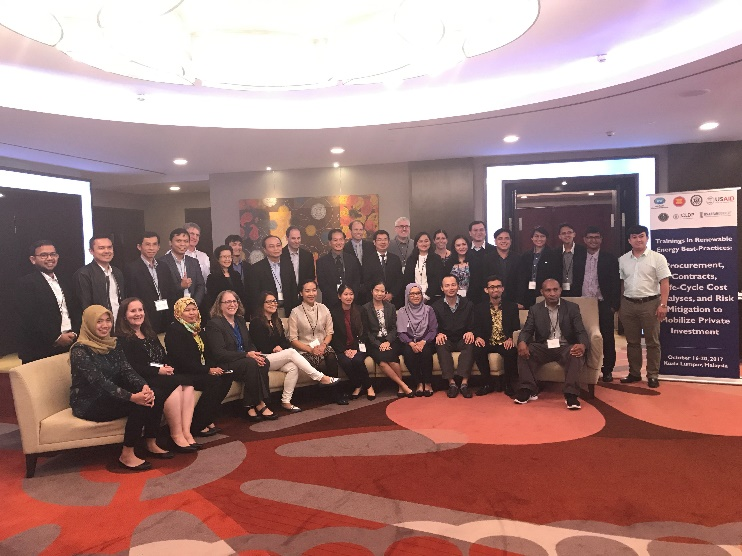 USAID
CLDP
Trainings in Renewable
Energy Best-Practices:
Procurement,
Contracts,
Life-Cycle Cost
Analyses, and Risk
Mitigation to
Mobilize Private
Investment
October 16-20, 2017
Kuala Lumpur, Malaysia